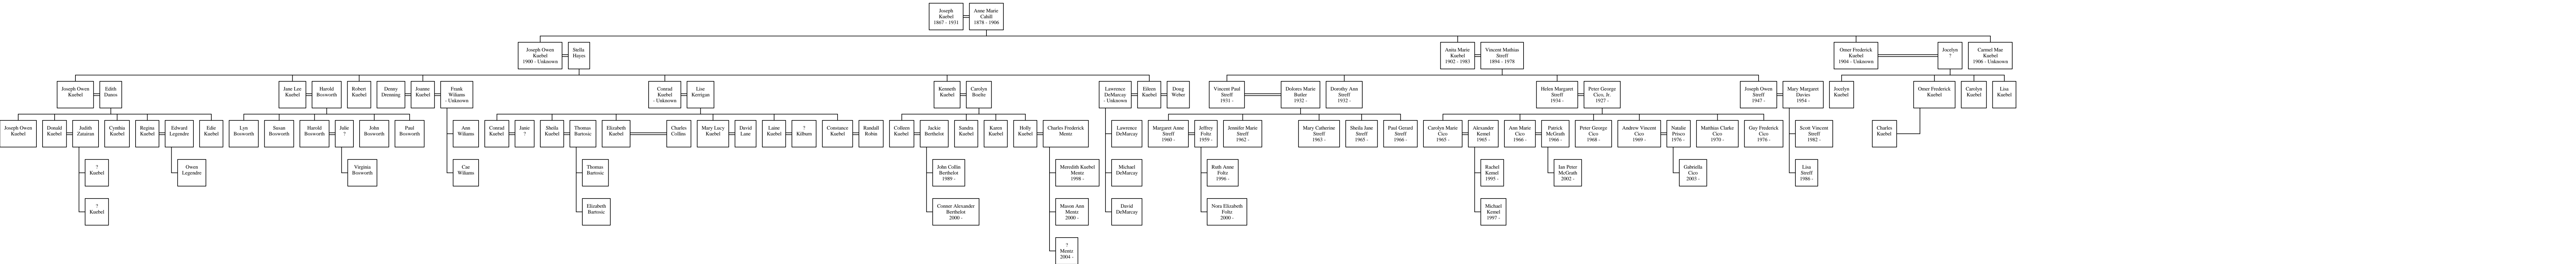 Joseph
Kuebel
1867 - 1931
Anne Marie
Cahill
1878 - 1906
Joseph Owen
Kuebel
1900 - Unknown
Stella
Hayes
Anita Marie
Kuebel
1902 - 1983
Vincent Mathias
Streff
1894 - 1978
Omer Frederick
Kuebel
1904 - Unknown
Jocelyn
?
Carmel Mae
Kuebel
1906 - Unknown
Joseph Owen
Kuebel
Edith
Danos
Jane Lee
Kuebel
Harold
Bosworth
Robert
Kuebel
Denny
Drenning
Joanne
Kuebel
Frank
- Unknown
Conrad
Kuebel
- Unknown
Lise
Kerrigan
Kenneth
Kuebel
Carolyn
Lawrence
DeMarcay
- Unknown
Eileen
Kuebel
Doug
Weber
Vincent Paul
Streff
1931 -
Dolores Marie
Butler
1932 -
Dorothy Ann
Streff
1932 -
Helen Margaret
Streff
1934 -
Peter George
Cico, Jr.
1927 -
Joseph Owen
Streff
1947 -
Mary Margaret
Davies
1954 -
Jocelyn
Kuebel
Omer Frederick
Kuebel
Carolyn
Kuebel
Lisa
Kuebel
Joseph Owen
Kuebel
Donald
Kuebel
Judith
Zatairan
Cynthia
Kuebel
Regina
Kuebel
Edward
Legendre
Edie
Kuebel
Lyn
Bosworth
Susan
Bosworth
Harold
Bosworth
Julie
?
John
Bosworth
Paul
Bosworth
Ann
Conrad
Kuebel
Janie
?
Sheila
Kuebel
Thomas
Bartosic
Elizabeth
Kuebel
Charles
Collins
Mary Lucy
Kuebel
David
Lane
Laine
Kuebel
?
Kilburn
Constance
Kuebel
Randall
Rohm
Colleen
Kuebel
Jackie
Berthelot
Sandra
Kuebel
Karen
Kuebel
Holly
Kuebel
Charles Frederick
Mentz
Lawrence
DeMarcay
Margaret Anne
Streff
1960 -
Jeffrey
Foltz
1959 -
Jennifer Marie
Streff
1962 -
Mary Catherine
Streff
1963 -
Sheila Jane
Streff
1965 -
Paul Gerard
Streff
1966 -
Carolyn Marie
Cico
1965 -
Alexander
Kemel
1965 -
Ann Marie
Cico
1966 -
Patrick
McGrath
1966 -
Peter George
Cico
1968 -
Andrew Vincent
Cico
1969 -
Natalie
Prisco
1976 -
Matthias Clarke
Cico
1970 -
Guy Frederick
Cico
1976 -
Scott Vincent
Streff
1982 -
Charles
Kuebel
?
Kuebel
Owen
Legendre
Virginia
Bosworth
Cae
Thomas
Bartosic
John Collin
Berthelot
1989 -
Meredith Kuebel
Mentz
1998 -
Michael
DeMarcay
Ruth Anne
Foltz
1996 -
Rachel
Kemel
1995 -
Ian Peter
McGrath
2002 -
Gabriella
Cico
2003 -
Lisa
Streff
1986 -
?
Kuebel
Elizabeth
Bartosic
Conner Alexander
Berthelot
2000 -
Mason Ann
Mentz
2000 -
David
DeMarcay
Nora Elizabeth
Foltz
2000 -
Michael
Kemel
1997 -
?
Mentz
2004 -